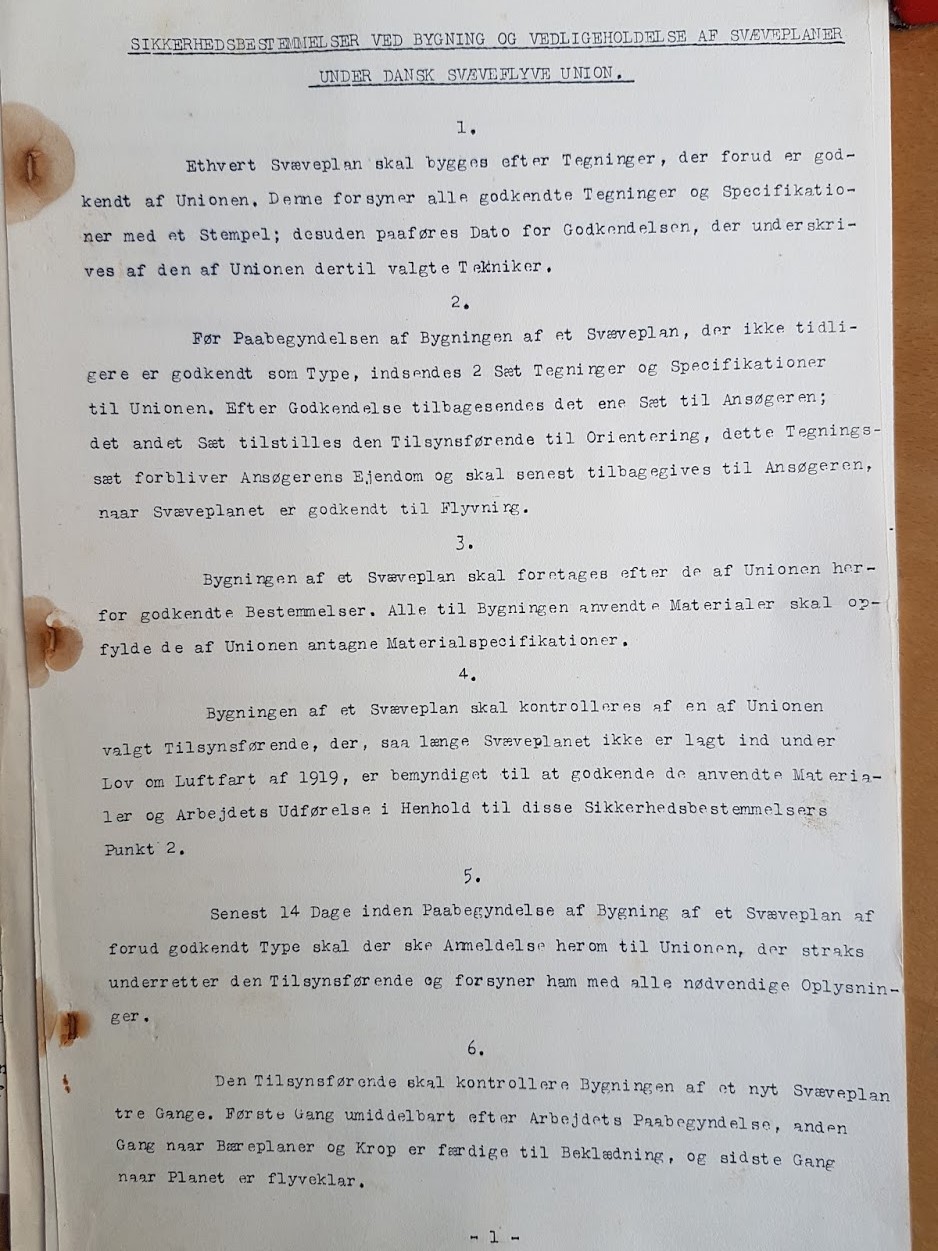 SIKKERHEDSBESTEMMELSER VED BYGNING OG VEDLIGEHOLDELSE AF SVÆVEPLANER
UNDER DANSK SVÆVEFLYVE UNION.
1.
Ethvert Svæveplan skal bygges efter Tegninger, der forud er god-
kendt af Unionen. Denne forsyner alle godkendte Tegninger og Specifikatio-
ner med et Stempel; desuden paaføres Dato for Godkendelsen, der underskri-
ves af den af Unionen dertil valgte Tekniker.
2.
Før Paabegyndelsen af Bygningen af et Svæveplan, der ikke tidli-
gere er godkendt som Type, indsendes 2 Sæt Tegninger og Specifikationer
til Unionen. Efter Godkendelse tilbagesendes det ene Sæt til Ansøgeren;
det andet Sæt tilstilles den Tilsynsførende til Orientering, dette Tegnings-
sæt forbliver Ansøgerens Ejendom og skal senest tilbagegives til Ansøgeren,
naar Svæveplanet er godkendt til Flyvning.
3.
Bygningen af et Svæveplan skal foretages efter de af Unionen her-
for godkendte Bestemmelser. Alle til Bygningen anvendte Materialer skal op-
fylde de af Unionen antagne Materialspecifikationer.
4.
Bygningen af et Svæveplan skal kontrolleres af en af Unionen
valgt Tilsynsførende, der, saa længe Svæveplanet ikke er lagt ind under
Lov om Luftfart af 1919, er bemyndiget til at godkende de anvendte Materia-
ler og Arbejdets Udførelse i Henhold til disse Sikkerhedsbestemmelsers
Punkt 2.
5.
Senest 14 Dage inden Paabegyndelse af Bygning af et Svæveplan af
forud godkendt Type skal der ske Anmeldelse herom til Unionen, der straks
underretter den Tilsynsførende og forsyner ham med alle nødvendige Oplysnin-
ger.
6.
Den Tilsynsførende skal kontrollere Bygningen af et nyt Svæveplan
tre Gange. Første Gang umiddelbart efter Arbejdets Paabegyndelse, anden
Gang naar Bæreplaner og Krop er færdige til Beklædning, og sidste Gang
naar Planet er flyveklar.
- 1 -